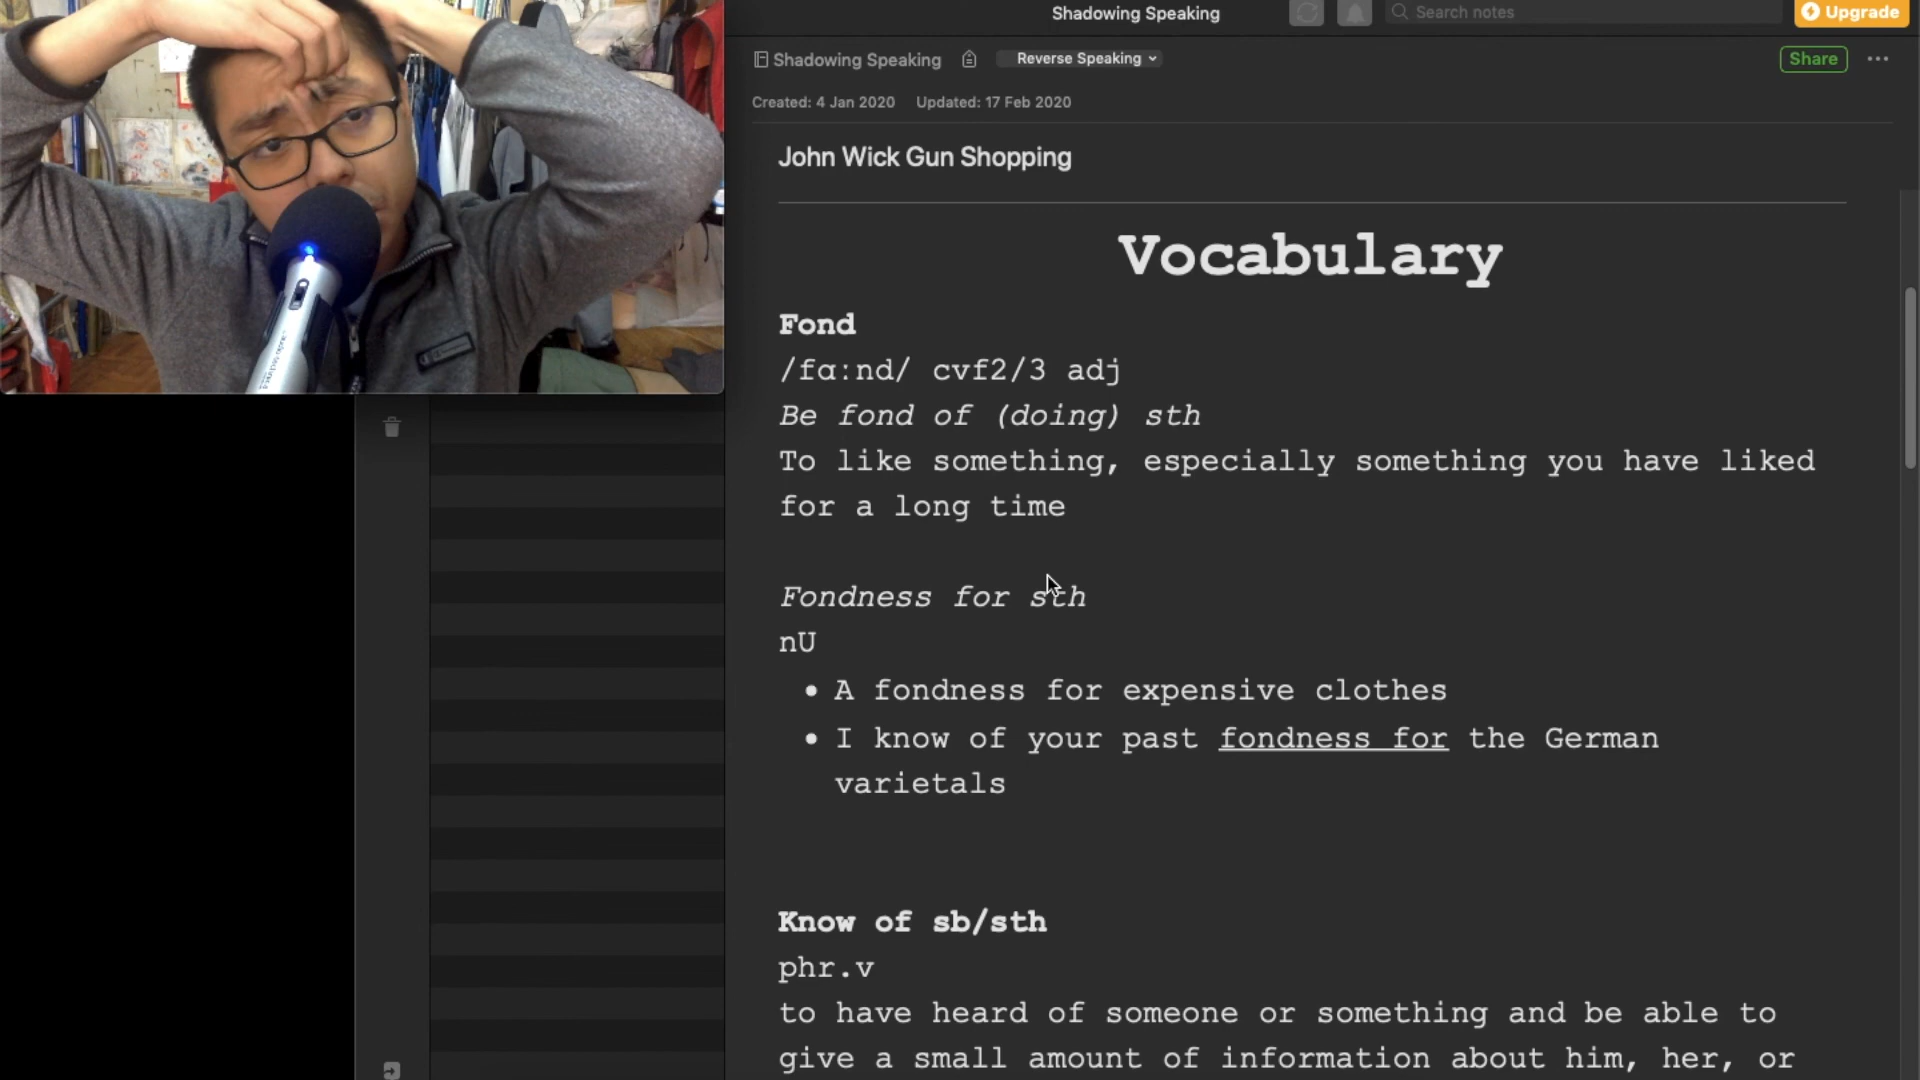 Shadowing Speaking
Search notes
Upgrade
Shadowing Speaking
Reverse Speaking
Share
Created: 4 Jan 2020 Updated: 17 Feb 2020
John Wick Gun Shopping
Vocabulary
Fond
/fɑːnd/ cvf2/3 adj
Be fond of (doing) sth
To like something, especially something you have liked
for a long time
Fondness for sth
nU
• A fondness for expensive clothes
• I know of your past fondness for the German
varietals
Know of sb/sth
phr.v
to have heard of someone or something and be able to
give a small amount of information about him, her, or